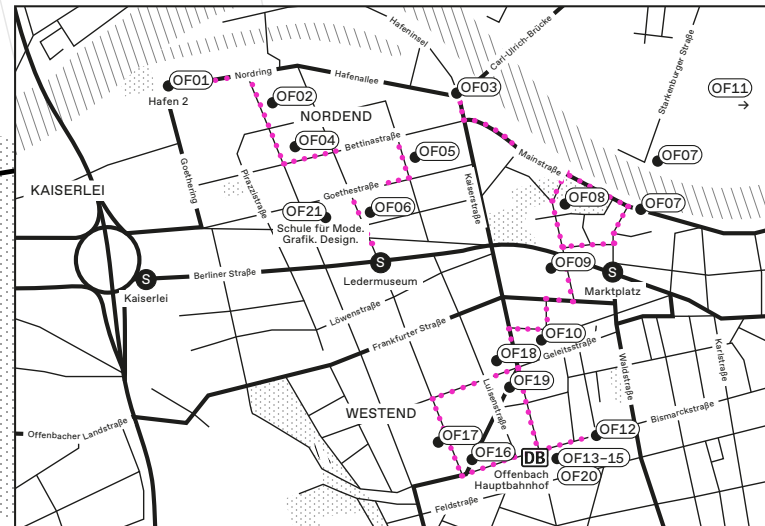 Hafeninsel
Carl-Ulrich-Brücke
Starkenburger Straße
OF01
Nordring
Hafenallee
OF03
OF11
→
Hafen 2
OF02
NORDEND
OF04
Bettinastraße
OF05
Mainstraße
OF07
Goethering
Pirazzistraße
Goethestraße
Kaiserstraße
KAISERLEI
OF08
OF07
OF21
OF06
Schule für Mode.
Grafik. Design.
S
Kaiserlei
Berliner Straße
S
Ledermuseum
OF09
S
Marktplatz
Löwenstraße
Frankfurter Straße
OF10
Geleitsstraße
OF18
Waldstraße
Karlstraße
OF19
Luisenstraße
WESTEND
Bismarckstraße
Offenbacher Landstraße
OF17
OF12
OF16
DB
OF13–15
Offenbach
Hauptbahnhof
OF20
Feldstraße